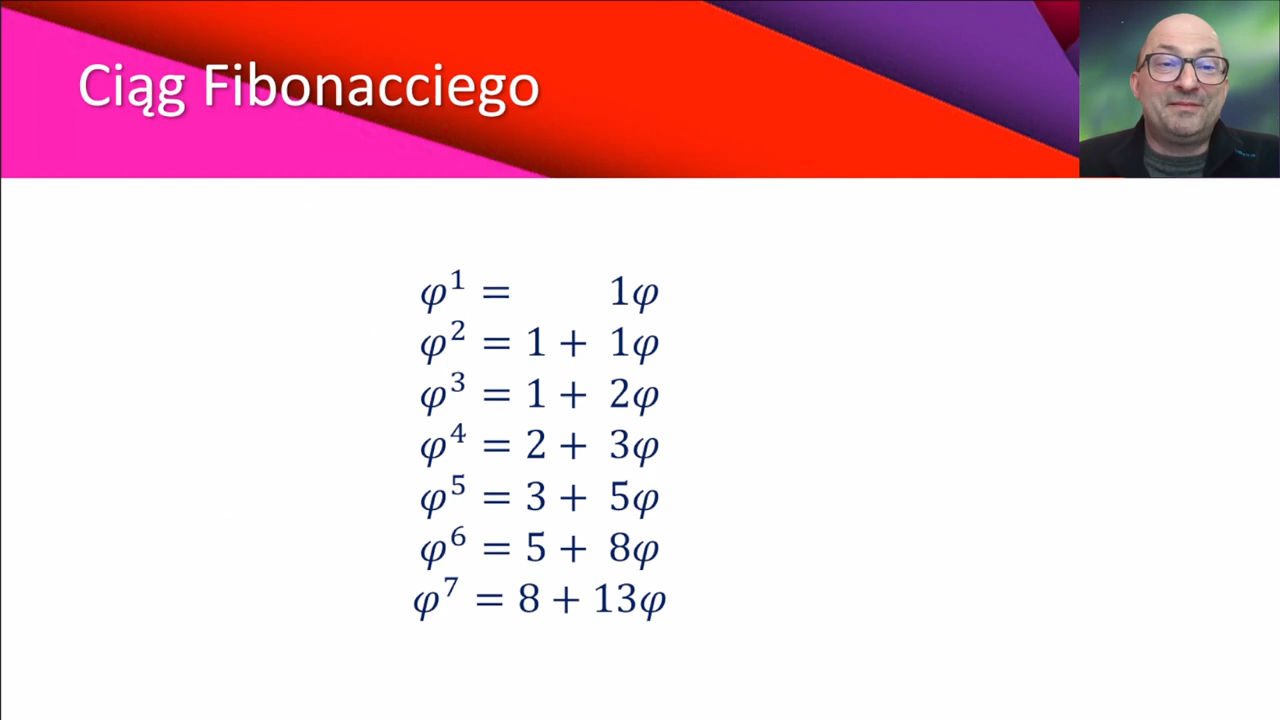 Ciąg Fibonacciego
φ¹ = 1φ
φ² = 1 + 1φ
φ³ = 1 + 2φ
φ⁴ = 2 + 3φ
φ⁵ = 3 + 5φ
φ⁶ = 5 + 8φ
φ⁷ = 8 + 13φ